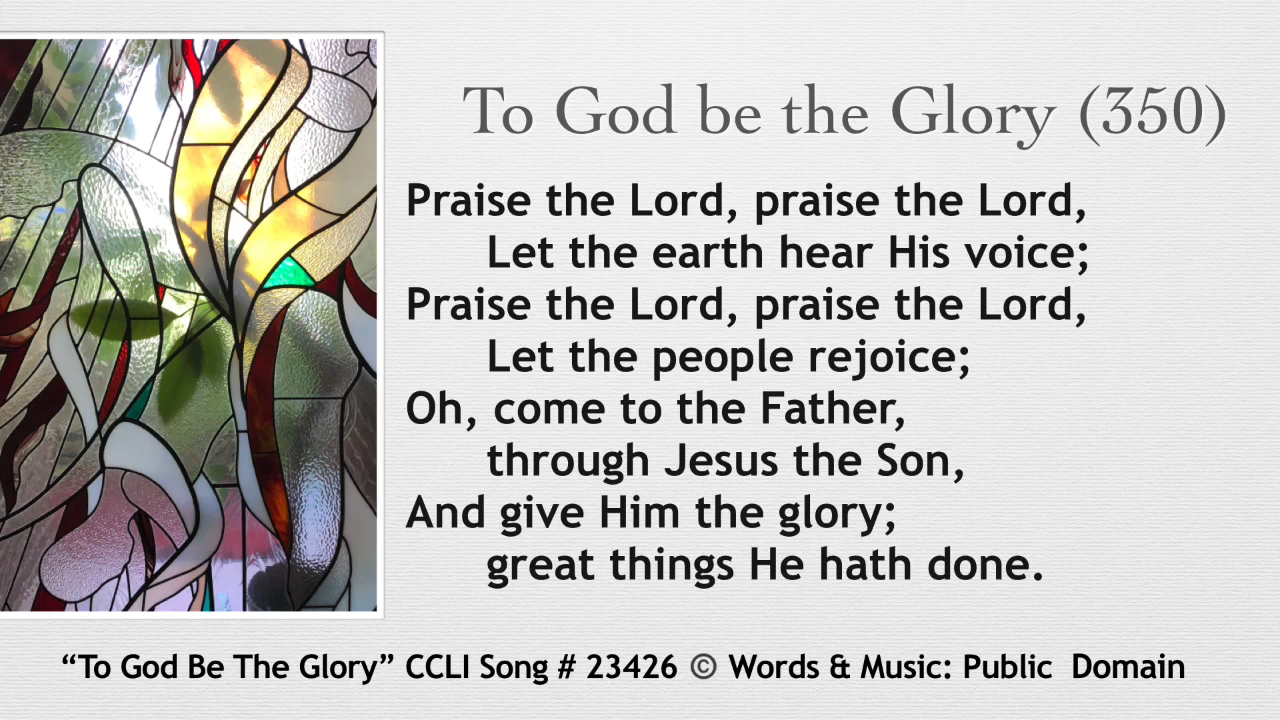 To God be the Glory (350)
Praise the Lord, praise the Lord,
Let the earth hear His voice;
Praise the Lord, praise the Lord,
Let the people rejoice;
Oh, come to the Father,
through Jesus the Son,
And give Him the glory;
great things He hath done.
“To God Be The Glory” CCLI Song # 23426 © Words & Music: Public  Domain